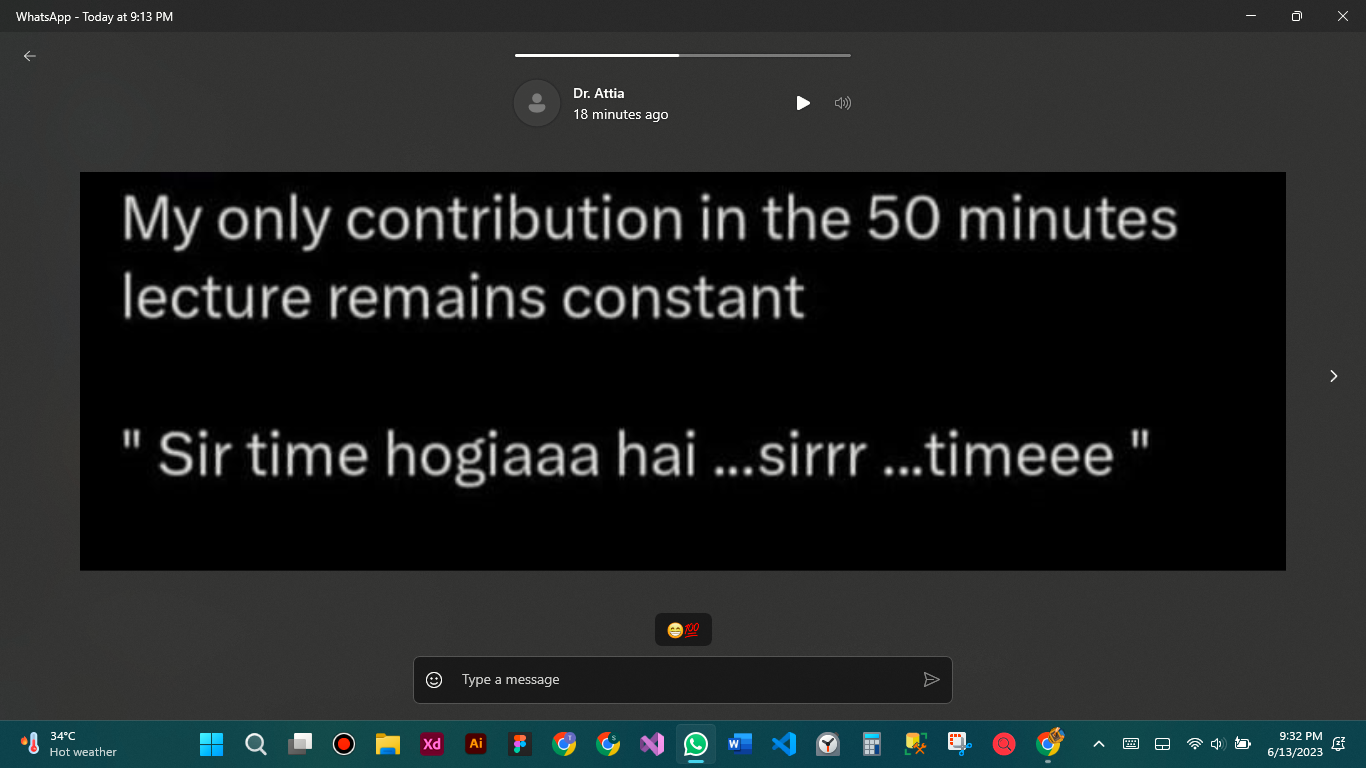 WhatsApp - Today at 9:13 PM
Dr. Attia
18 minutes ago
My only contribution in the 50 minutes
lecture remains constant
" Sir time hogiaaa hai ...sirrr ...timeee "
😁💯
Type a message
34°C
Hot weather
Xd
Ai
9:32 PM
6/13/2023